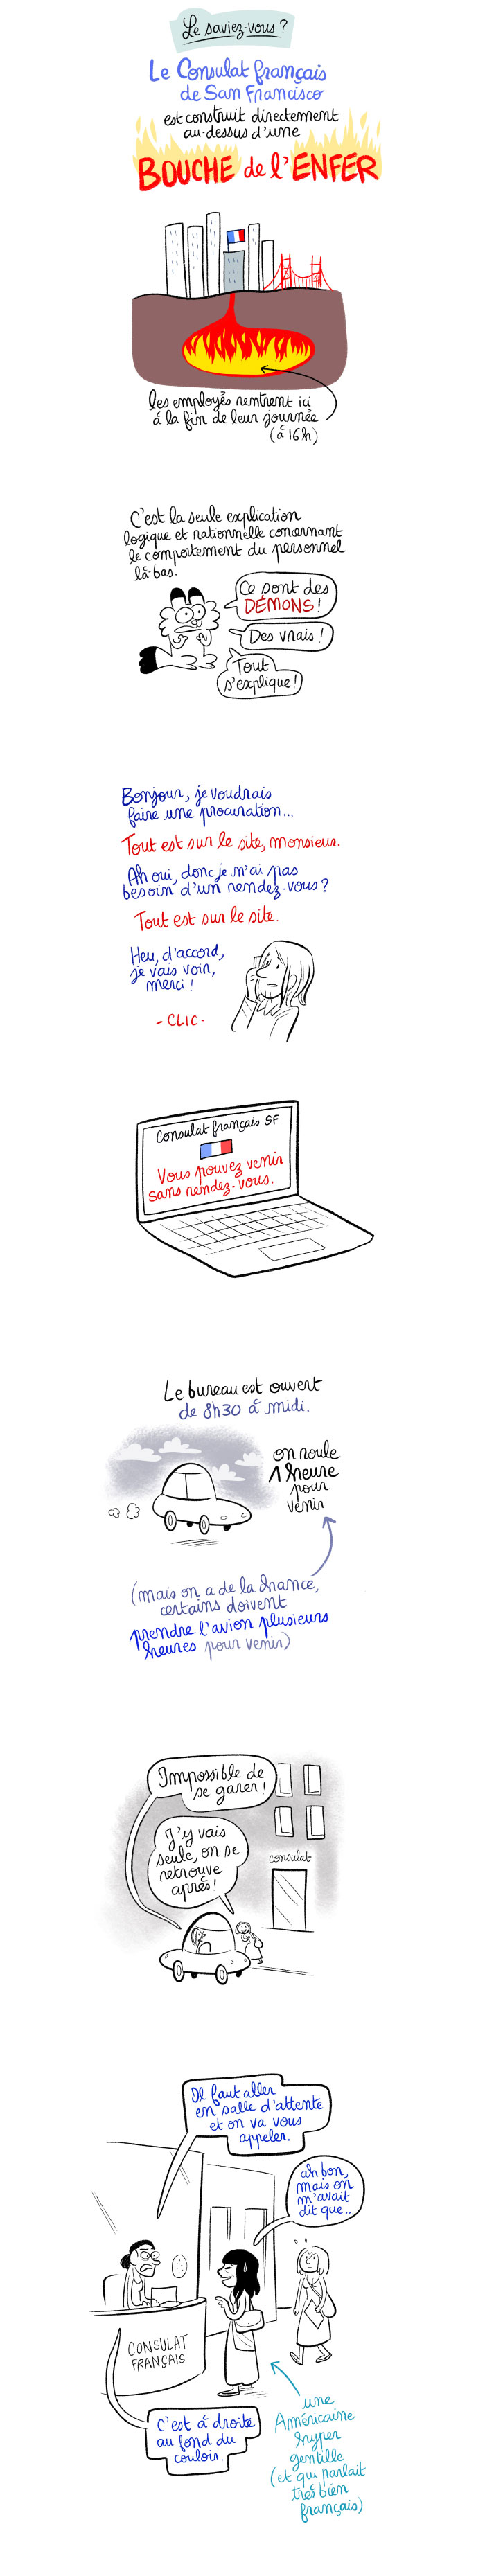 Le saviez-vous ?
Le Consulat français
de San Francisco
est construit directement
au-dessus d'une
BOUCHE de l'ENFER
les employés rentrent ici
à la fin de leur journée
(à 16h)
C'est la seule explication
logique et rationnelle concernant
le comportement du personnel
là-bas.
Ce sont des
DÉMONS !
Des vrais !
Tout
s'explique !
Bonjour, je voudrais
faire une procuration...
Tout est sur le site, monsieur.
Ah oui, donc je n'ai pas
besoin d'un rendez-vous ?
Tout est sur le site.
Heu, d'accord,
je vais voir,
merci !
- CLIC -
Consulat français SF
Vous pouvez venir
sans rendez-vous.
Le bureau est ouvert
de 8h30 à midi.
on roule
1 heure
pour
venir
(mais on a de la chance,
certains doivent
prendre l'avion plusieurs
heures pour venir)
Impossible de
se garer !
J'y vais
seule, on se
retrouve
après !
consulat
Il faut aller
en salle d'attente
et on va vous
appeler.
ah bon,
mais on
m'avait
dit que...
CONSULAT
FRANÇAIS
C'est à droite
au fond du
couloir.
une
Américaine
hyper
gentille
(et qui parlait
très bien
français)